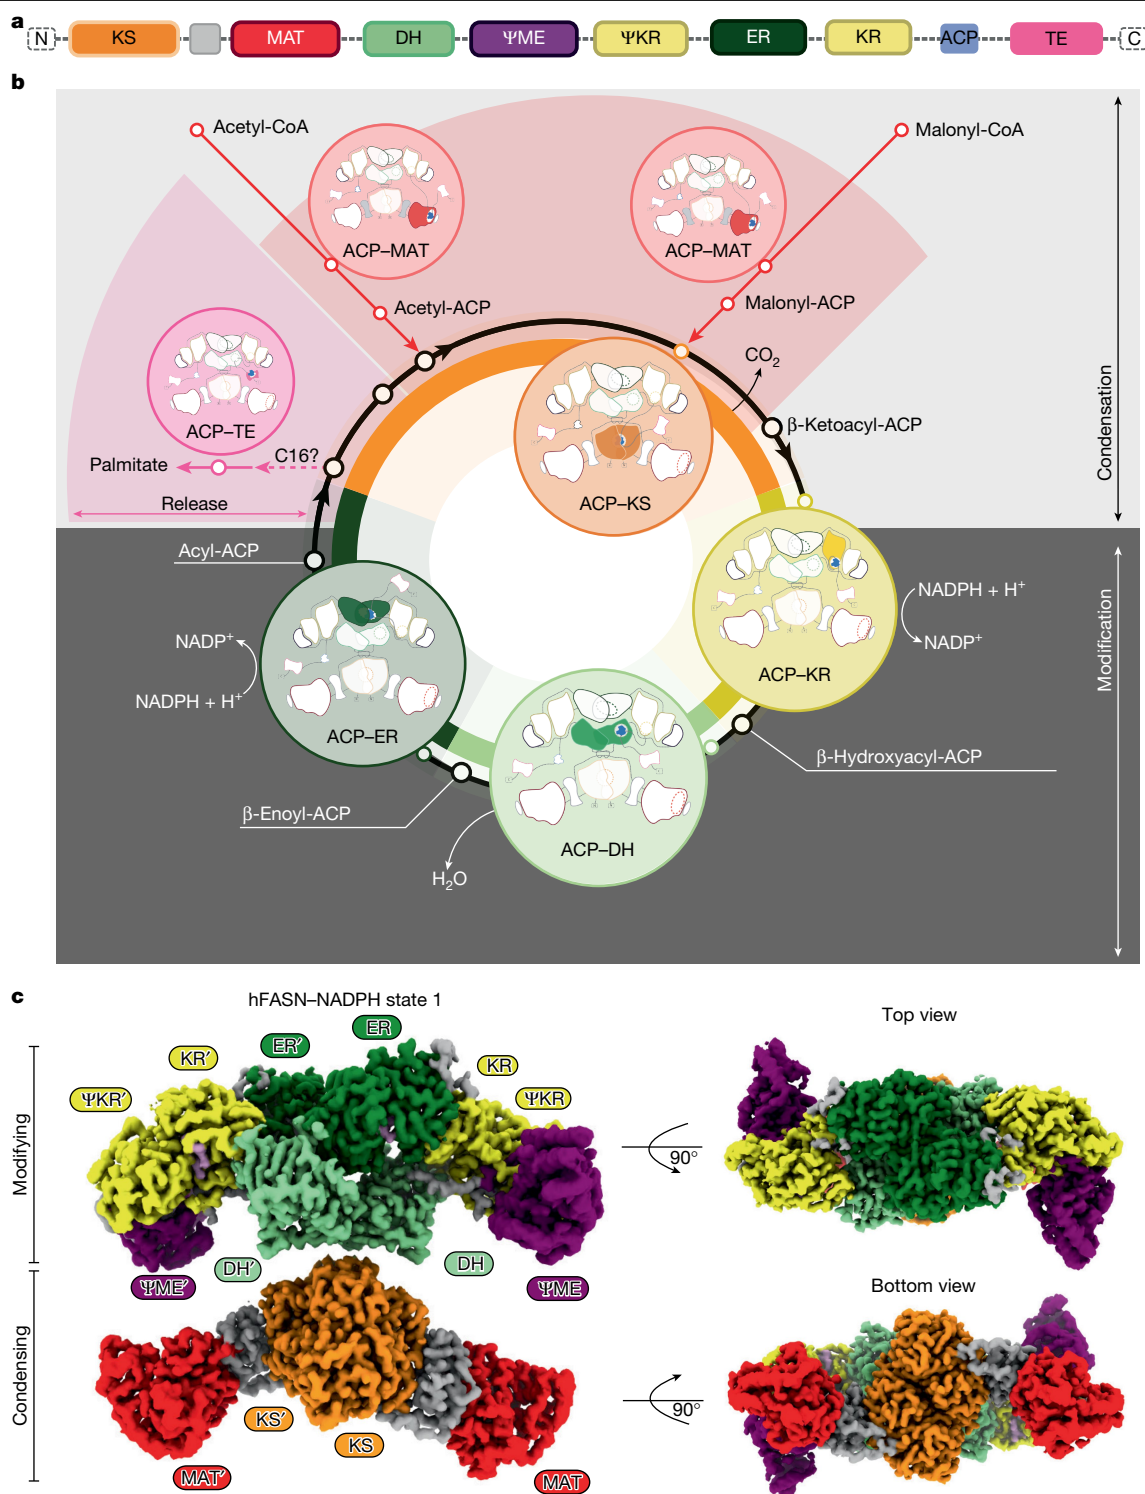 a
N KS MAT DH ΨME ΨKR ER KR ACP TE C
b
Acetyl-CoA
Malonyl-CoA
ACP–MAT
ACP–MAT
Acetyl-ACP
Malonyl-ACP
CO2
β-Ketoacyl-ACP
ACP–TE
C16?
Palmitate
Release
ACP–KS
Condensation
Acyl-ACP
NADPH + H+
NADP+
NADP+
NADPH + H+
ACP–KR
Modification
ACP–ER
β-Hydroxyacyl-ACP
β-Enoyl-ACP
ACP–DH
H2O
c
hFASN–NADPH state 1
Top view
ER
ER′
KR′
KR
ΨKR′
ΨKR
Modifying
90°
DH′
DH
ΨME′
ΨME
Bottom view
Condensing
90°
KS′
KS
MAT′
MAT